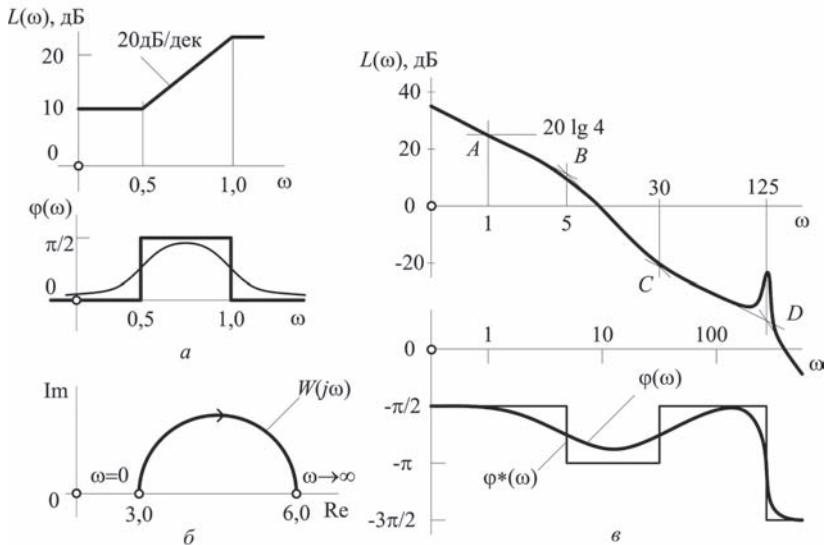 L(ω), дБ
20дБ/дек
20
10
0
0,5
1,0
ω
φ(ω)
π/2
0
0,5
1,0
ω
а
Im
W(jω)
ω=0
ω→∞
0
3,0
6,0
Re
б
L(ω), дБ
40
20 lg 4
A
B
20
30
125
0
1
5
ω
-20
C
D
1
10
100
0
ω
φ(ω)
-π/2
-π
φ*(ω)
-3π/2
в